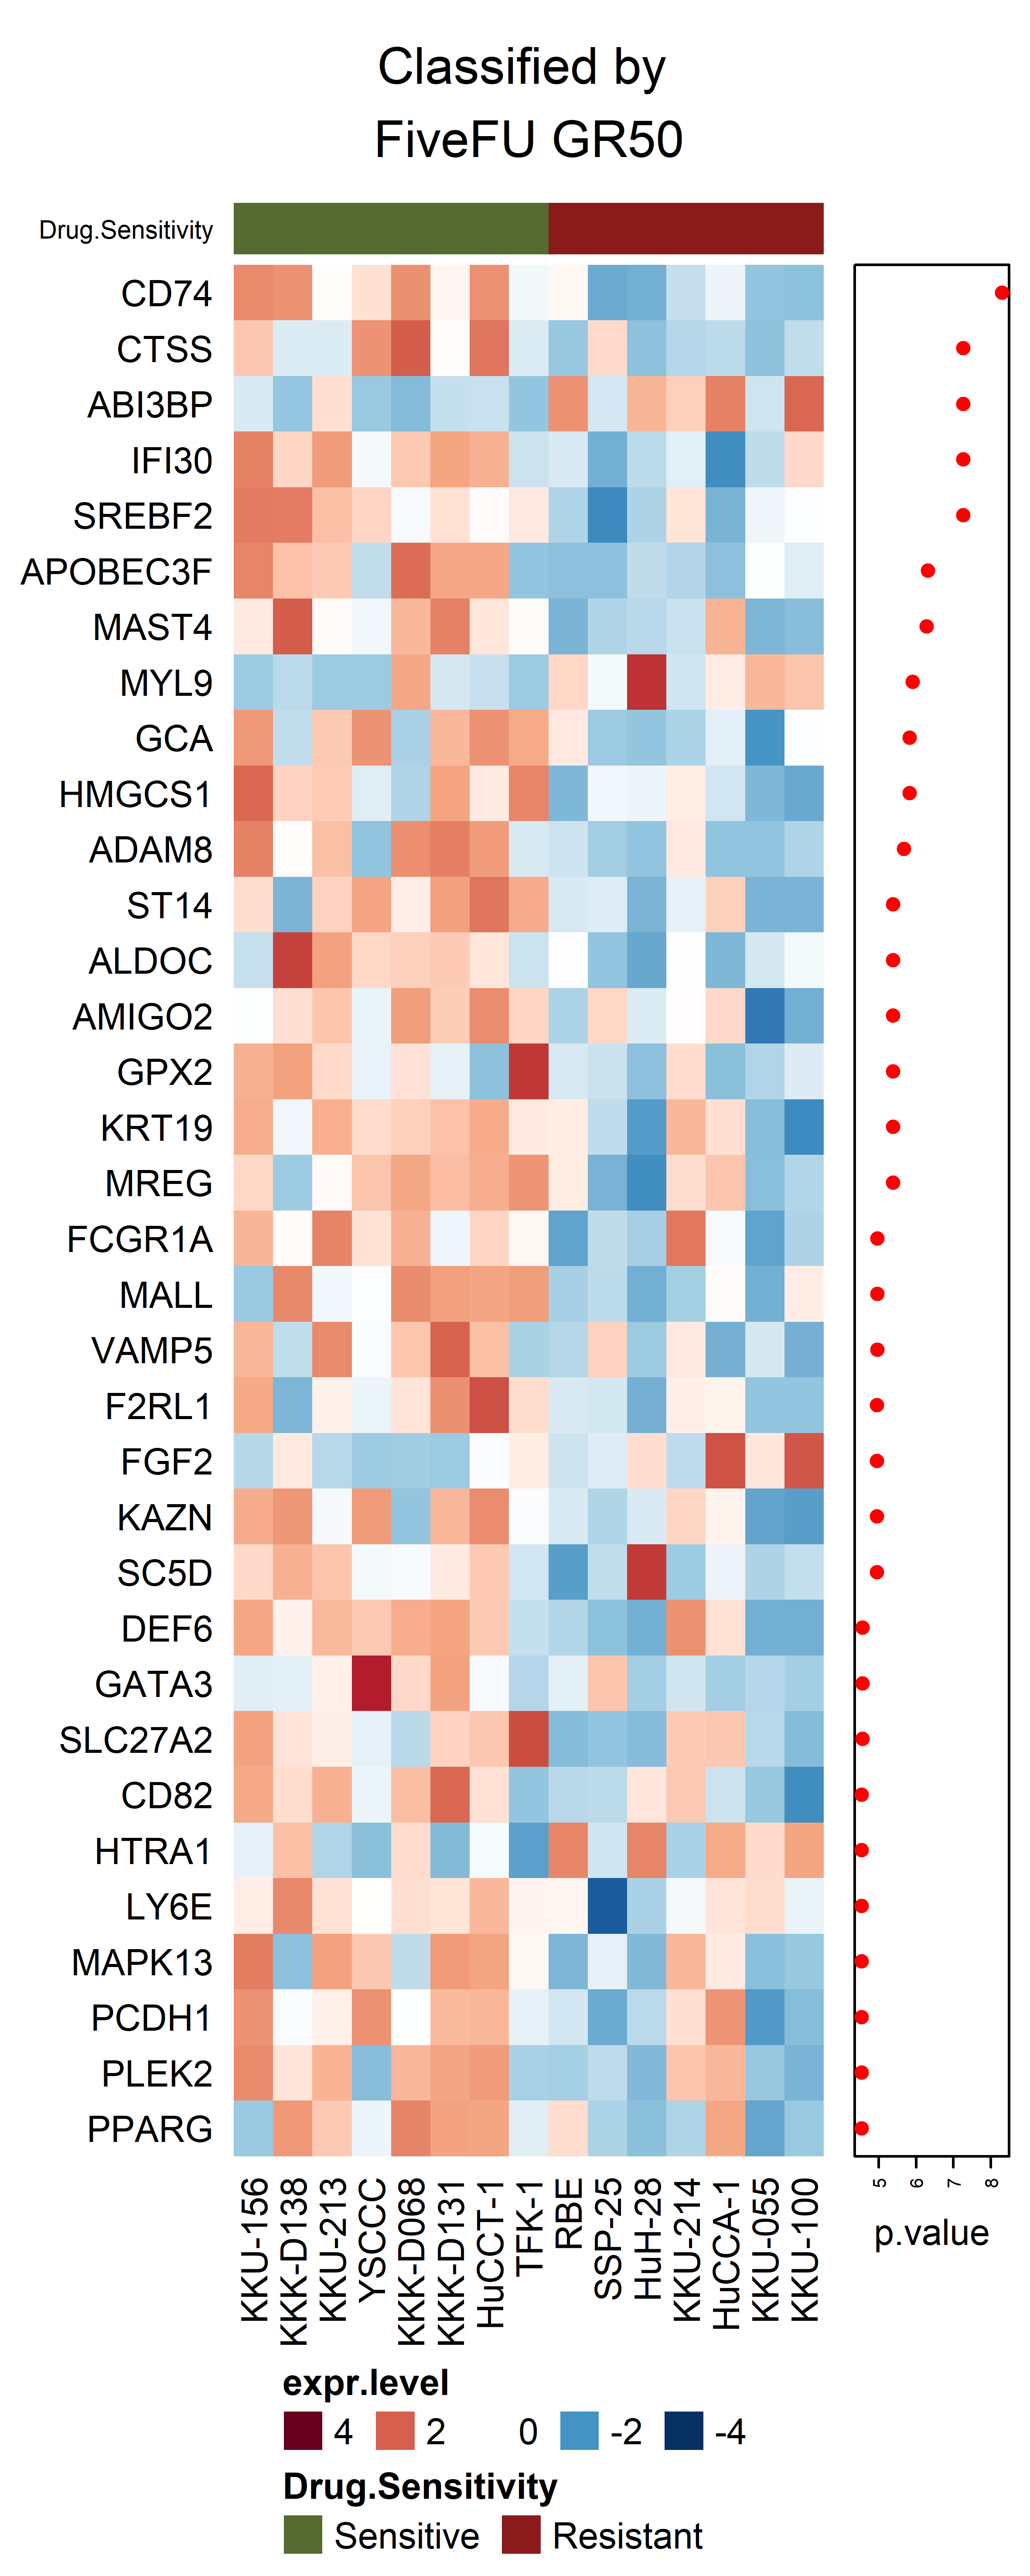 Classified by
FiveFU GR50
Drug.Sensitivity
CD74
CTSS
ABI3BP
IFI30
SREBF2
APOBEC3F
MAST4
MYL9
GCA
HMGCS1
ADAM8
ST14
ALDOC
AMIGO2
GPX2
KRT19
MREG
FCGR1A
MALL
VAMP5
F2RL1
FGF2
KAZN
SC5D
DEF6
GATA3
SLC27A2
CD82
HTRA1
LY6E
MAPK13
PCDH1
PLEK2
PPARG
5 6 7 8
p.value
KKU-156
KKK-D138
KKU-213
YSCCC
KKK-D068
KKK-D131
HuCCT-1
TFK-1
RBE
SSP-25
HuH-28
KKU-214
HuCCA-1
KKU-055
KKU-100
expr.level
4 2 0 -2 -4
Drug.Sensitivity
Sensitive Resistant